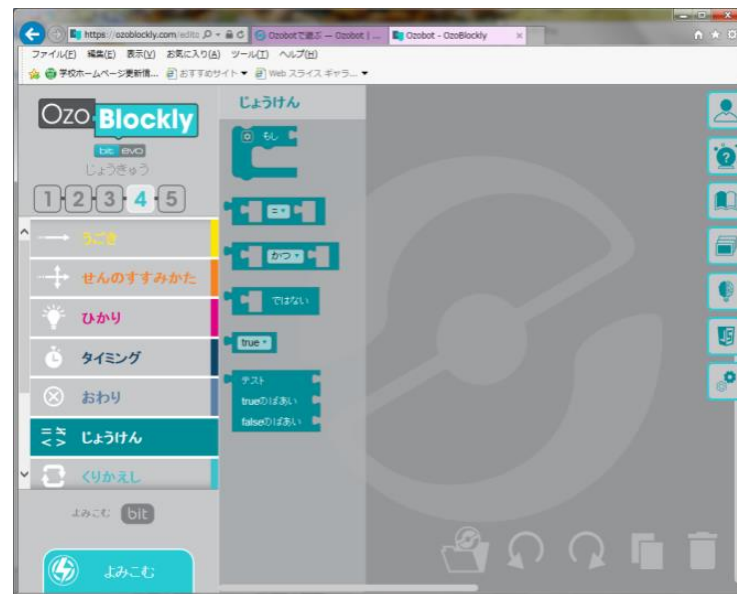 https://ozoblockly.com/edito
Ozobotで遊ぶ — Ozobot | ...
Ozobot - OzoBlockly
ファイル(F) 編集(E) 表示(V) お気に入り(A) ツール(T) ヘルプ(H)
学校ホームページ更新情... おすすめサイト Web スライス ギャラ...
Ozo Blockly
bit evo
じょうきゅう
1 2 3 4 5
うごき
せんのすすみかた
ひかり
タイミング
おわり
じょうけん
くりかえし
よみこむ bit
よみこむ
じょうけん
もし
=
かつ
ではない
true
テスト
trueのばあい
falseのばあい